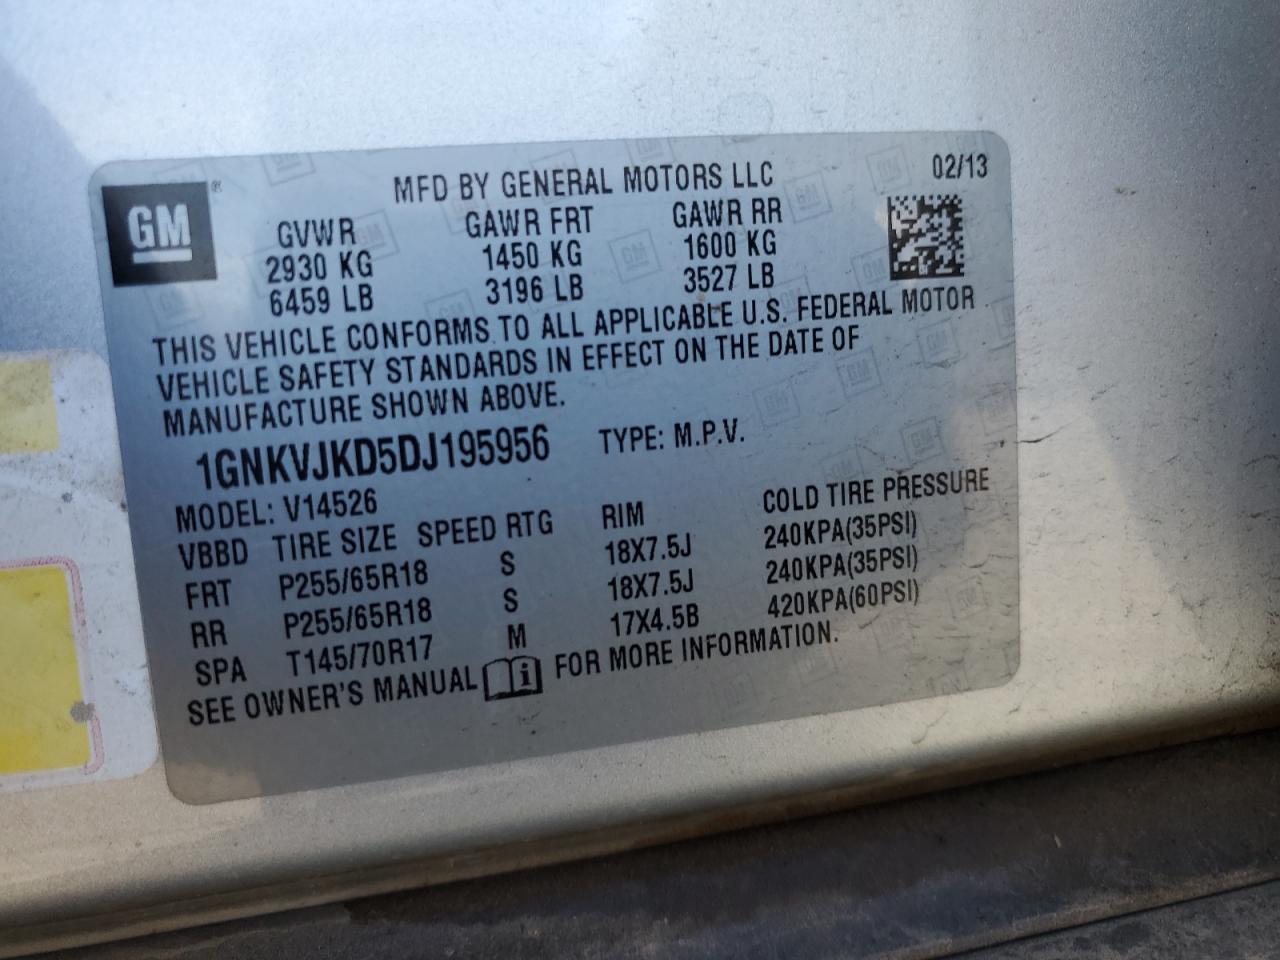 GM ®
MFD BY GENERAL MOTORS LLC 02/13
GVWR GAWR FRT GAWR RR
2930 KG 1450 KG 1600 KG
6459 LB 3196 LB 3527 LB
THIS VEHICLE CONFORMS TO ALL APPLICABLE U.S. FEDERAL MOTOR
VEHICLE SAFETY STANDARDS IN EFFECT ON THE DATE OF
MANUFACTURE SHOWN ABOVE.
1GNKVJKD5DJ195956 TYPE: M.P.V.
MODEL: V14526
VBBD TIRE SIZE SPEED RTG RIM COLD TIRE PRESSURE
FRT P255/65R18 S 18X7.5J 240KPA(35PSI)
RR P255/65R18 S 18X7.5J 240KPA(35PSI)
SPA T145/70R17 M 17X4.5B 420KPA(60PSI)
SEE OWNER'S MANUAL i FOR MORE INFORMATION.